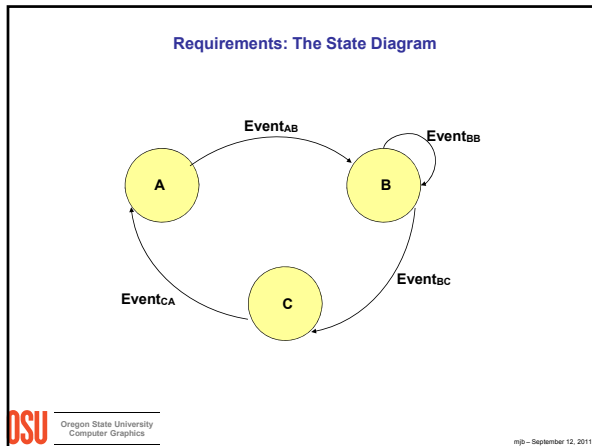 Requirements: The State Diagram
EventAB
EventBB
A
B
EventBC
EventCA
C
OSU
Oregon State University
Computer Graphics
mjb – September 12, 2011